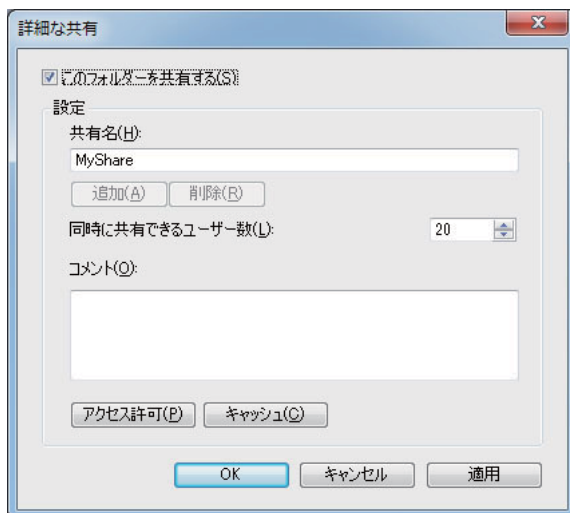 詳細な共有
このフォルダーを共有する(S)
設定
共有名(H):
MyShare
追加(A) 削除(R)
同時に共有できるユーザー数(L): 20
コメント(O):
アクセス許可(P) キャッシュ(C)
OK キャンセル 適用